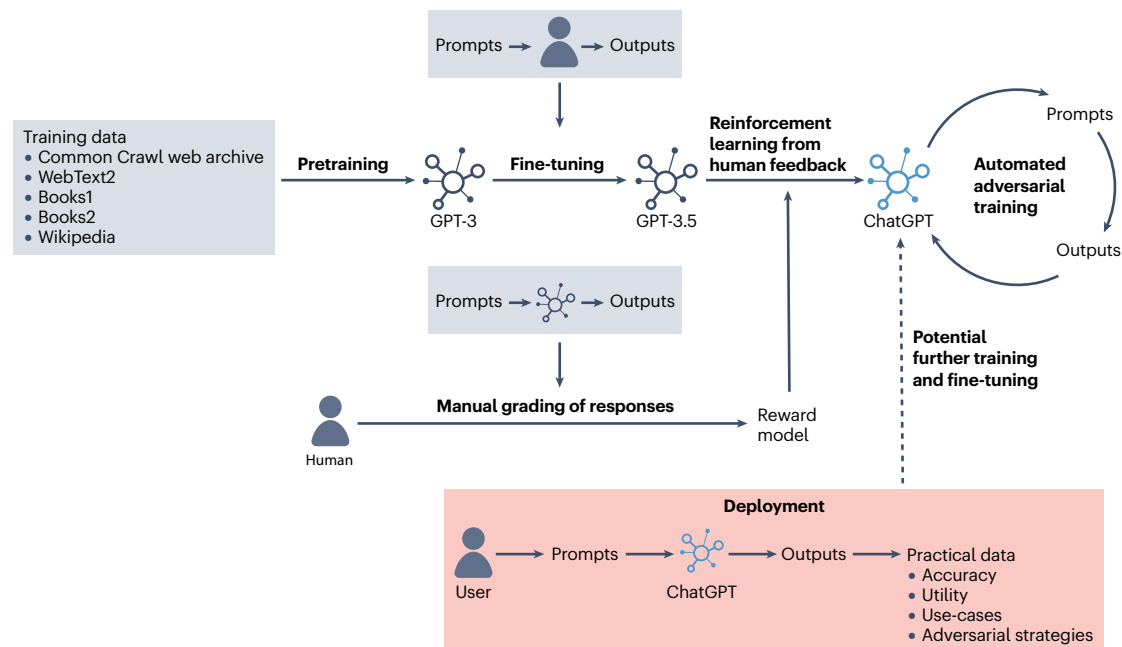 Prompts
Outputs
Training data
• Common Crawl web archive
• WebText2
• Books1
• Books2
• Wikipedia
Pretraining
GPT-3
Fine-tuning
GPT-3.5
Reinforcement
learning from
human feedback
ChatGPT
Automated
adversarial
training
Prompts
Outputs
Prompts
Outputs
Manual grading of responses
Human
Reward
model
Potential
further training
and fine-tuning
Deployment
User
Prompts
ChatGPT
Outputs
Practical data
• Accuracy
• Utility
• Use-cases
• Adversarial strategies